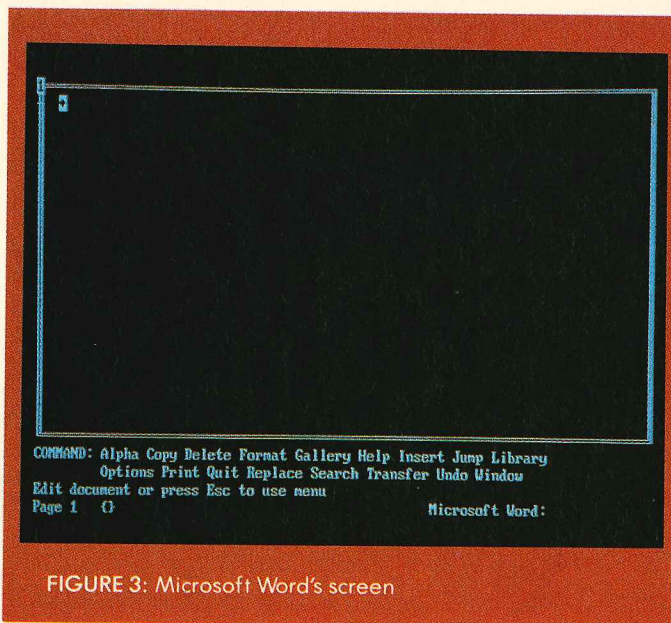 COMMAND: Alpha Copy Delete Format Gallery Help Insert Jump Library
Options Print Quit Replace Search Transfer Undo Window
Edit document or press Esc to use menu
Page 1 {} Microsoft Word:
FIGURE 3: Microsoft Word's screen